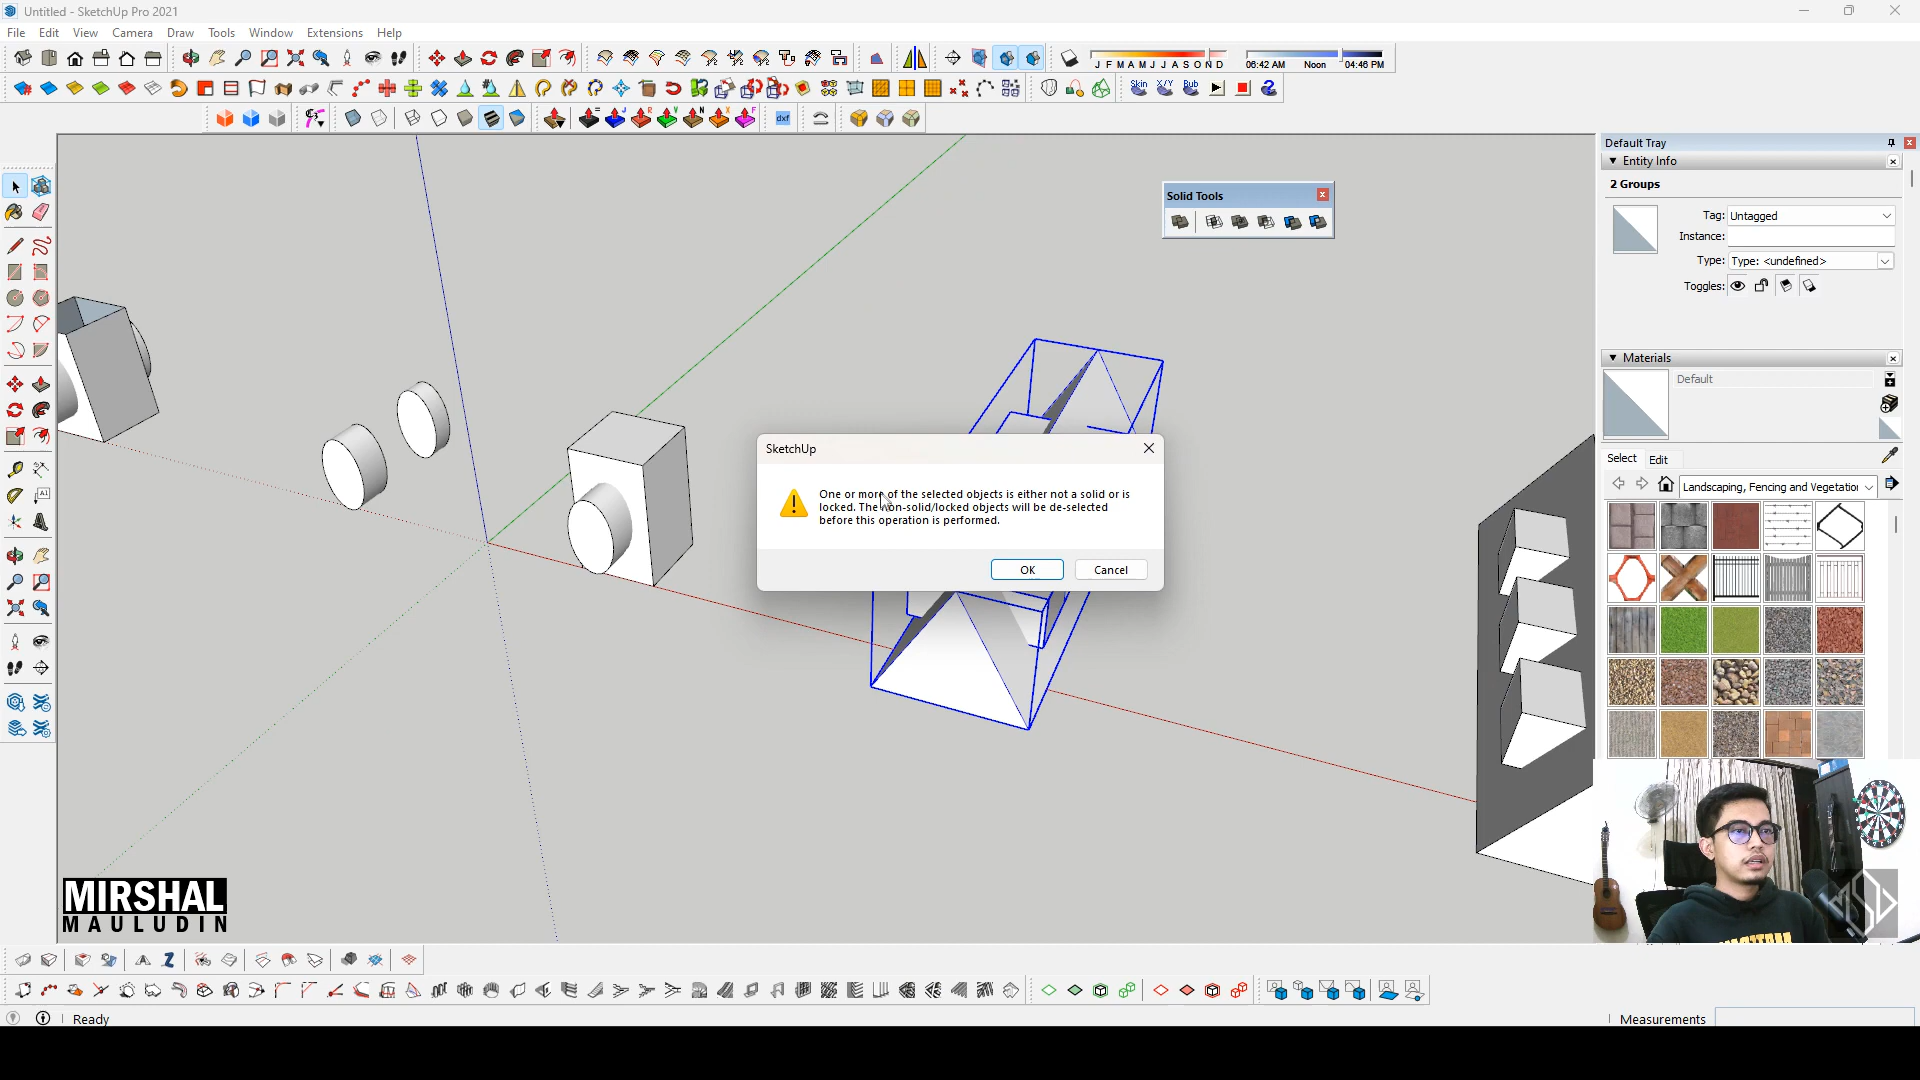 Untitled - SketchUp Pro 2021
File Edit View Camera Draw Tools Window Extensions Help
J F M A M J J A S O N D
06:42 AM Noon 04:46 PM
Skin X/Y Bub
dxf
Solid Tools
Default Tray
Entity Info
2 Groups
Tag: Untagged
Instance:
Type: Type: <undefined>
Toggles:
Materials
Default
Select Edit
Landscaping, Fencing and Vegetation
SketchUp
One or more of the selected objects is either not a solid or is
locked. The non-solid/locked objects will be de-selected
before this operation is performed.
OK Cancel
MIRSHAL
MAULUDIN
Ready
Measurements